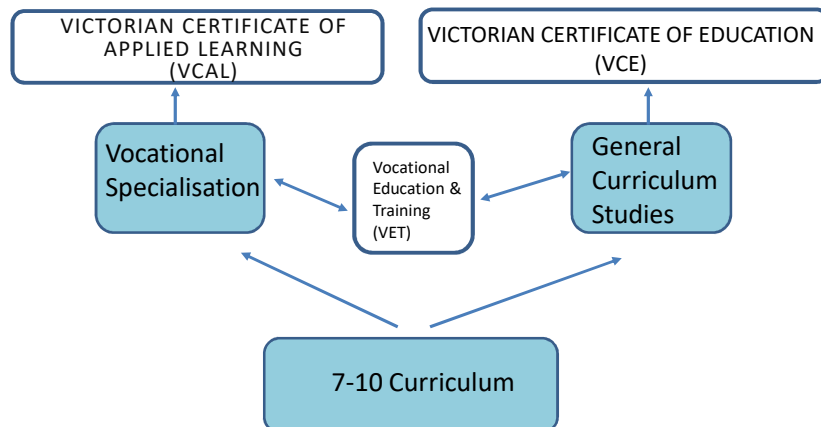 VICTORIAN CERTIFICATE OF
APPLIED LEARNING
(VCAL)
VICTORIAN CERTIFICATE OF EDUCATION
(VCE)
Vocational
Specialisation
Vocational
Education &
Training
(VET)
General
Curriculum
Studies
7-10 Curriculum